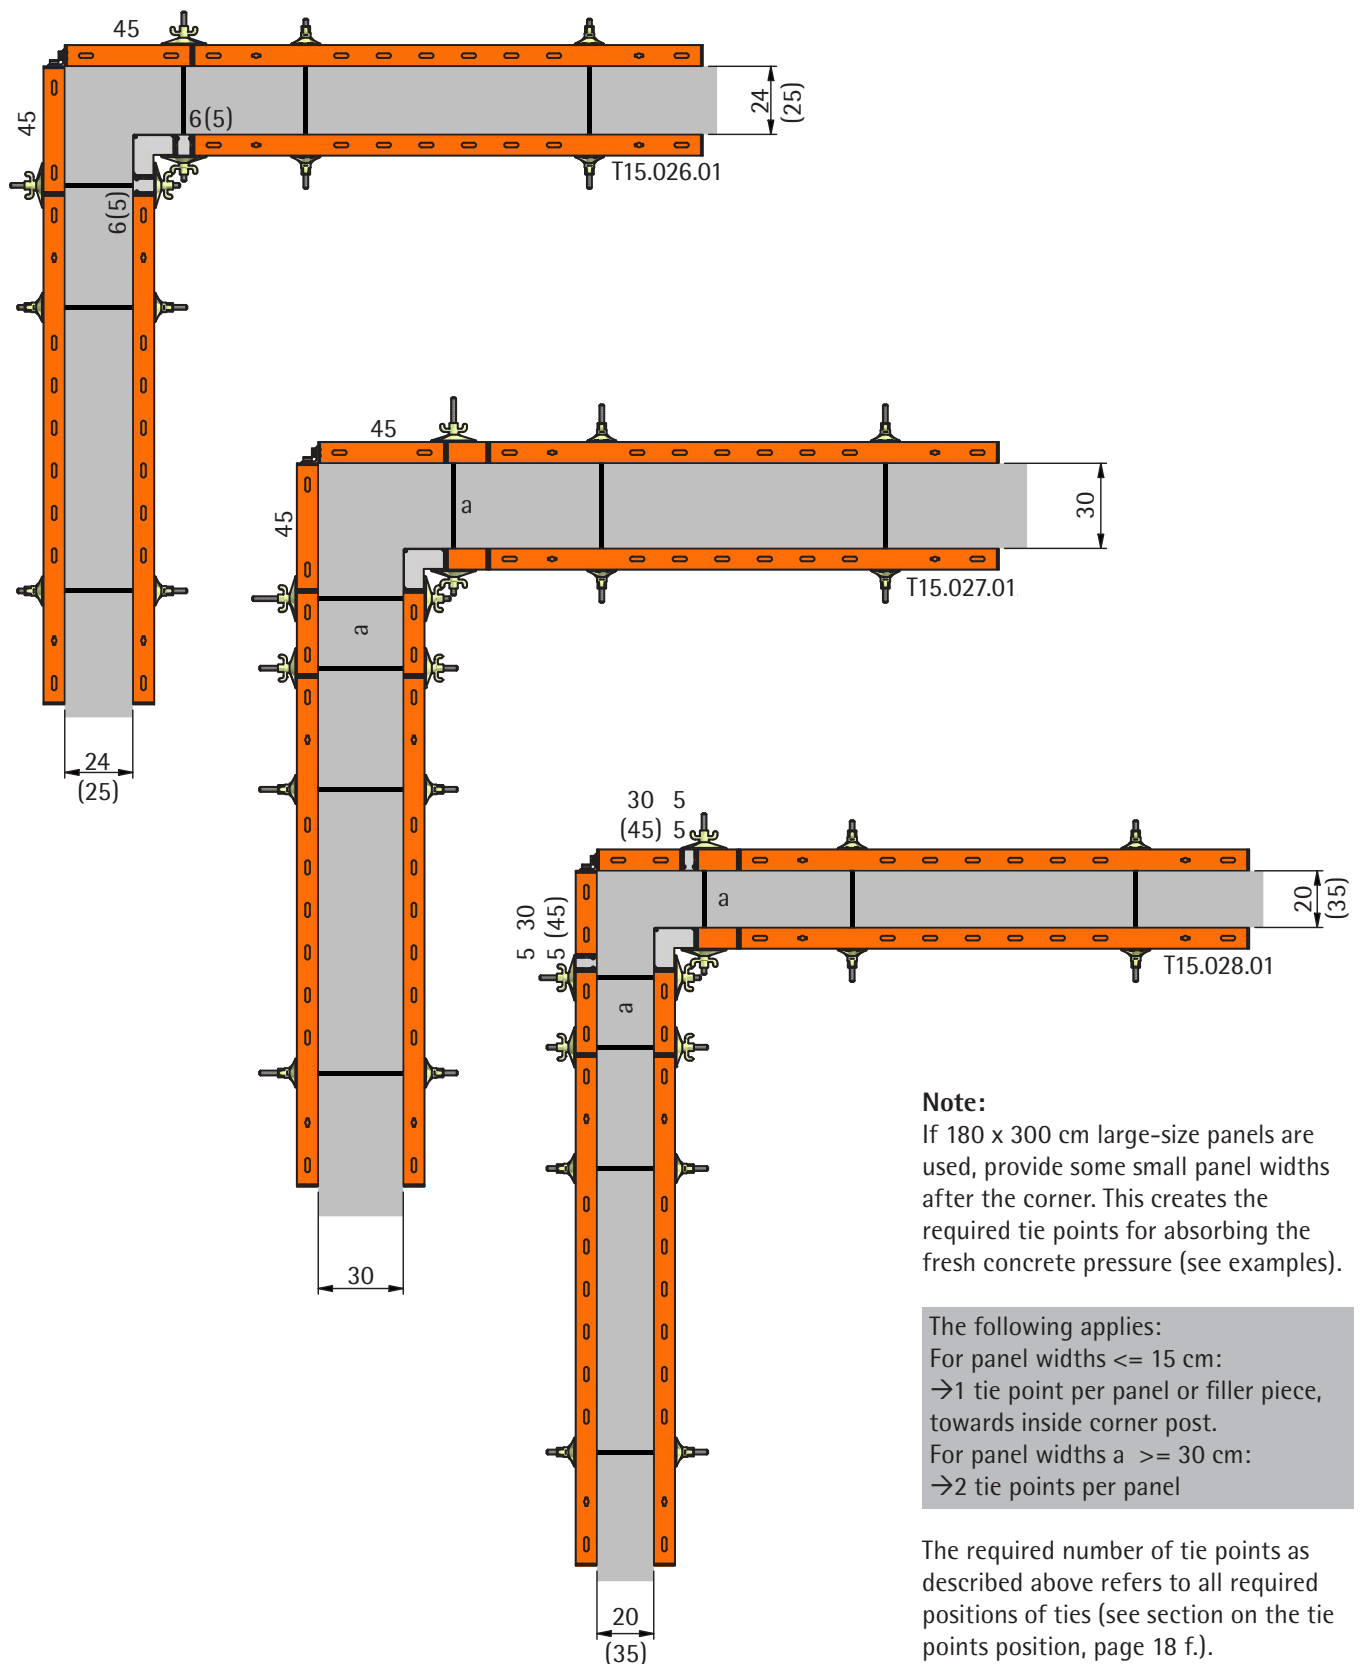 45
24
(25)
45
6(5)
T15.026.01
6(5)
24
(25)
45
30
45
a
T15.027.01
a
30
30 5
(45) 5
20
(35)
a
5 30
5 (45)
T15.028.01
a
20
(35)
Note:
If 180 x 300 cm large-size panels are
used, provide some small panel widths
after the corner. This creates the
required tie points for absorbing the
fresh concrete pressure (see examples).
The following applies:
For panel widths <= 15 cm:
→1 tie point per panel or filler piece,
towards inside corner post.
For panel widths a >= 30 cm:
→2 tie points per panel
The required number of tie points as
described above refers to all required
positions of ties (see section on the tie
points position, page 18 f.).